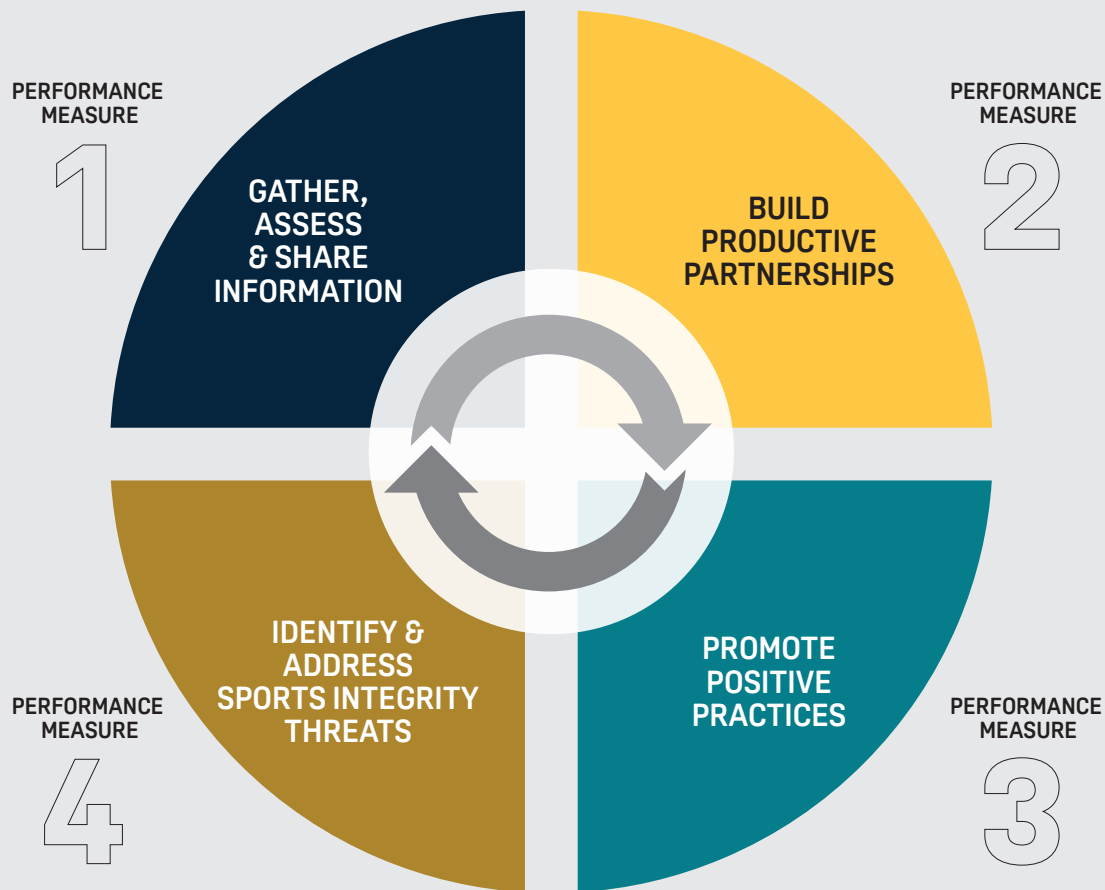 PERFORMANCE
MEASURE
1
GATHER,
ASSESS
& SHARE
INFORMATION
PERFORMANCE
MEASURE
2
BUILD
PRODUCTIVE
PARTNERSHIPS
PERFORMANCE
MEASURE
3
PROMOTE
POSITIVE
PRACTICES
PERFORMANCE
MEASURE
4
IDENTIFY &
ADDRESS
SPORTS INTEGRITY
THREATS